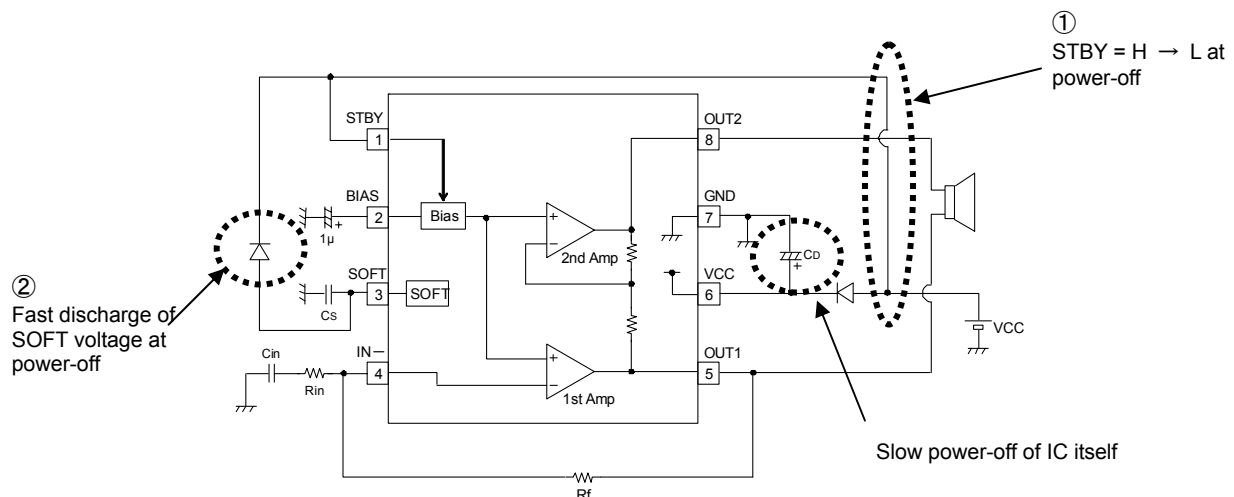 ①
STBY = H → L at
power-off
STBY
1
OUT2
8
BIAS
2
1μ
+
Bias
+
−
2nd Amp
GND
7
CD
+
②
Fast discharge of
SOFT voltage at
power-off
SOFT
3
SOFT
Cs
VCC
6
VCC
Cin
Rin
IN−
4
+
−
1st Amp
OUT1
5
Slow power-off of IC itself
Rf